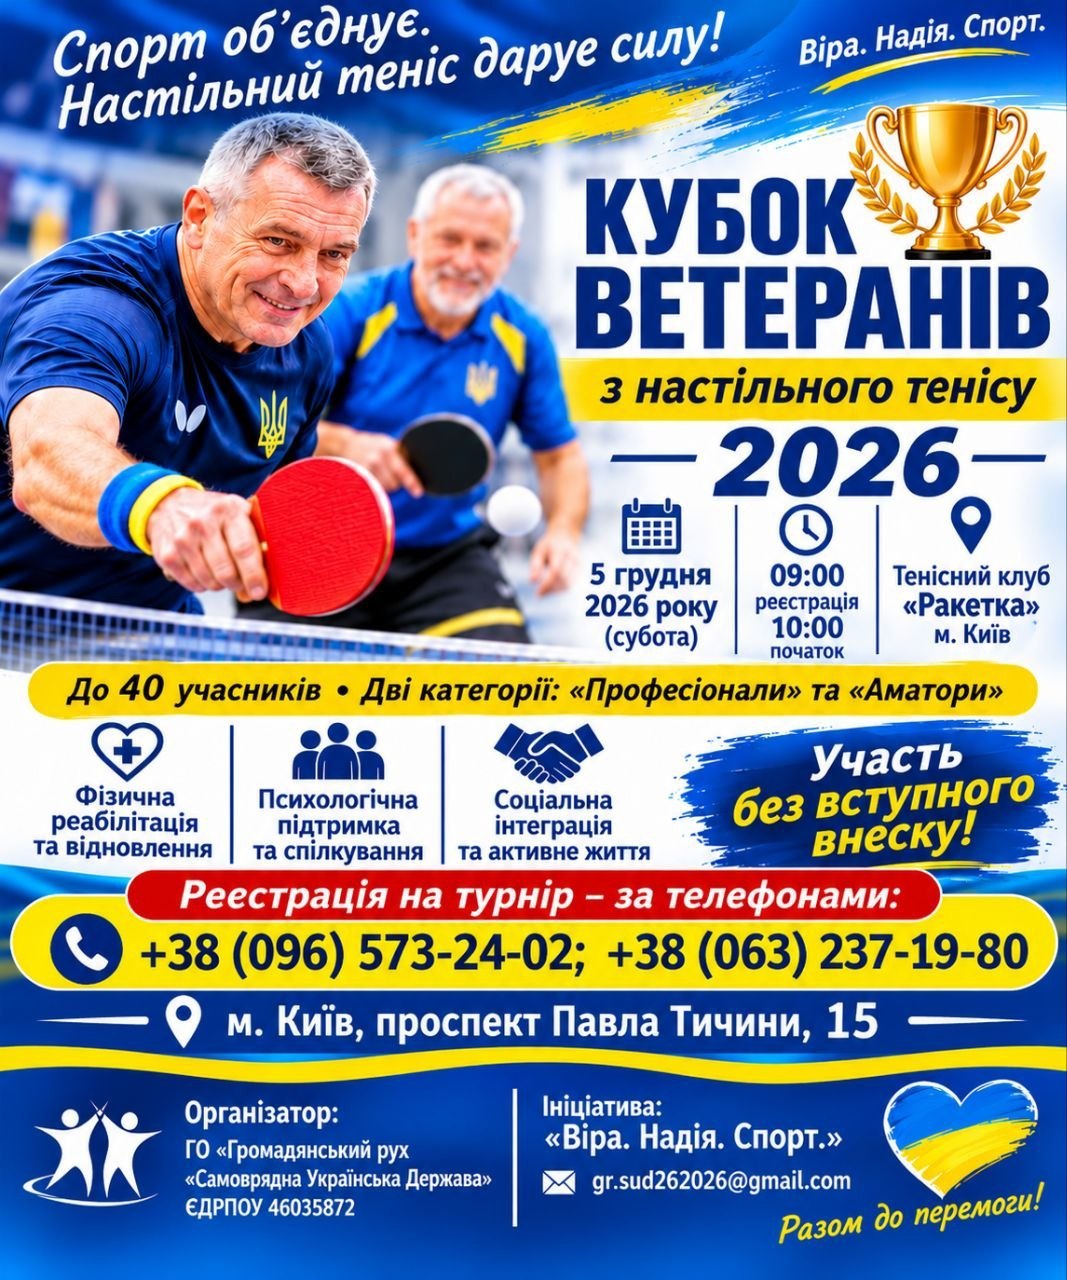 Спорт об’єднує.
Настільний теніс дарує силу!
Віра. Надія. Спорт.
КУБОК
ВЕТЕРАНІВ
з настільного тенісу
2026
5 грудня
2026 року
(субота)
09:00
реєстрація
10:00
початок
Тенісний клуб
«Ракетка»
м. Київ
До 40 учасників • Дві категорії: «Професіонали» та «Аматори»
Фізична
реабілітація
та відновлення
Психологічна
підтримка
та спілкування
Соціальна
інтеграція
та активне життя
Участь
без вступного
внеску!
Реєстрація на турнір – за телефонами:
+38 (096) 573-24-02; +38 (063) 237-19-80
м. Київ, проспект Павла Тичини, 15
Організатор:
ГО «Громадянський рух
«Самоврядна Українська Держава»
ЄДРПОУ 46035872
Ініціатива:
«Віра. Надія. Спорт.»
gr.sud262026@gmail.com
Разом до перемоги!